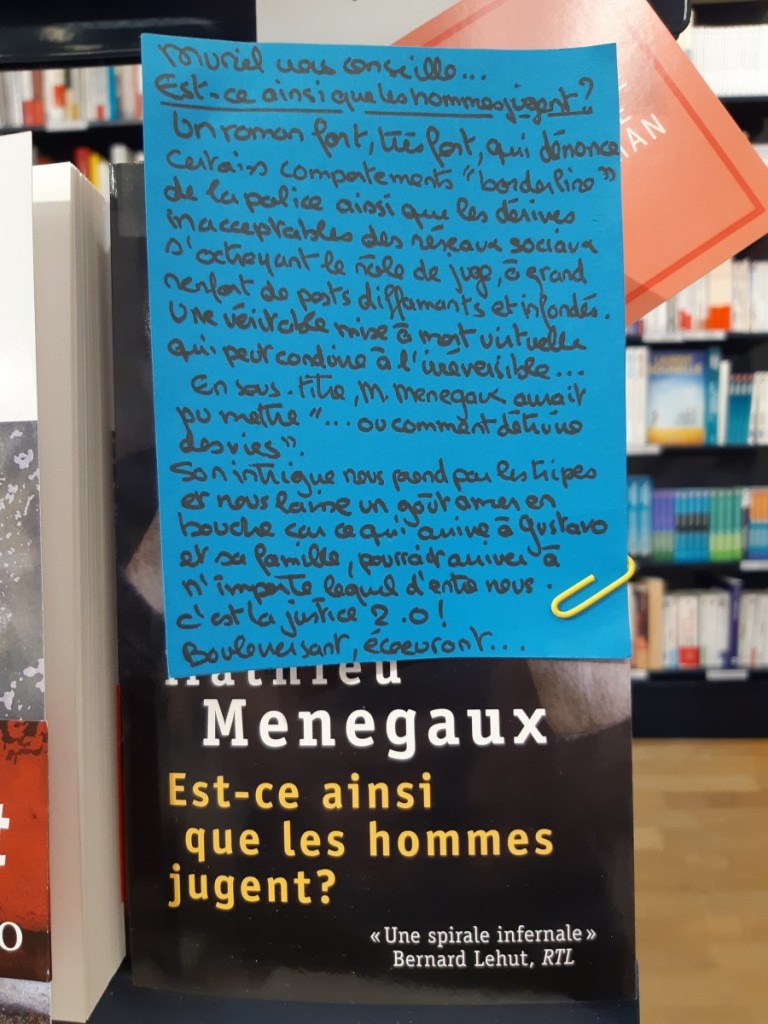 Muriel nous conseille...
Est-ce ainsi que les hommes jugent?
Un roman fort, très fort, qui dénonce
certains comportements "borderline"
de la police ainsi que les dérives
inacceptables des réseaux sociaux
s'octroyant le rôle de juge, à grand
renfort de posts diffamants et infondés.
Une véritable mise à mort virtuelle
qui peut conduire à l'irréversible...
En sous-titre, M. Menegaux aurait
pu mettre "... ou comment détruire
des vies".
Son intrigue nous prend par les tripes
et nous laisse un goût amer en
bouche car ce qui arrive à Gustavo
et sa famille, pourrait arriver à
n'importe lequel d'entre nous.
C'est la justice 2.0!
Bouleversant, écoeurant...
Mathieu
Menegaux
Est-ce ainsi
que les hommes
jugent?
« Une spirale infernale »
Bernard Lehut, RTL